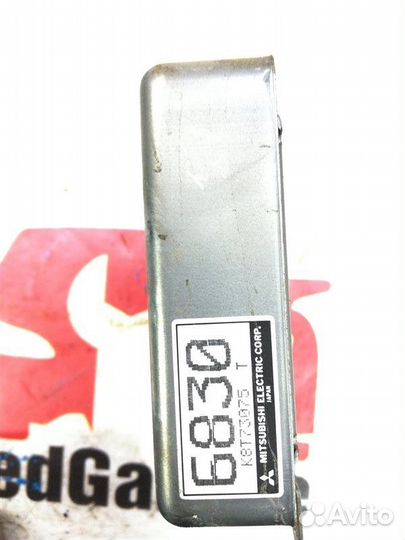 6830
K8T73075 T
MITSUBISHI ELECTRIC CORP.
JAPAN
edGa
Avito